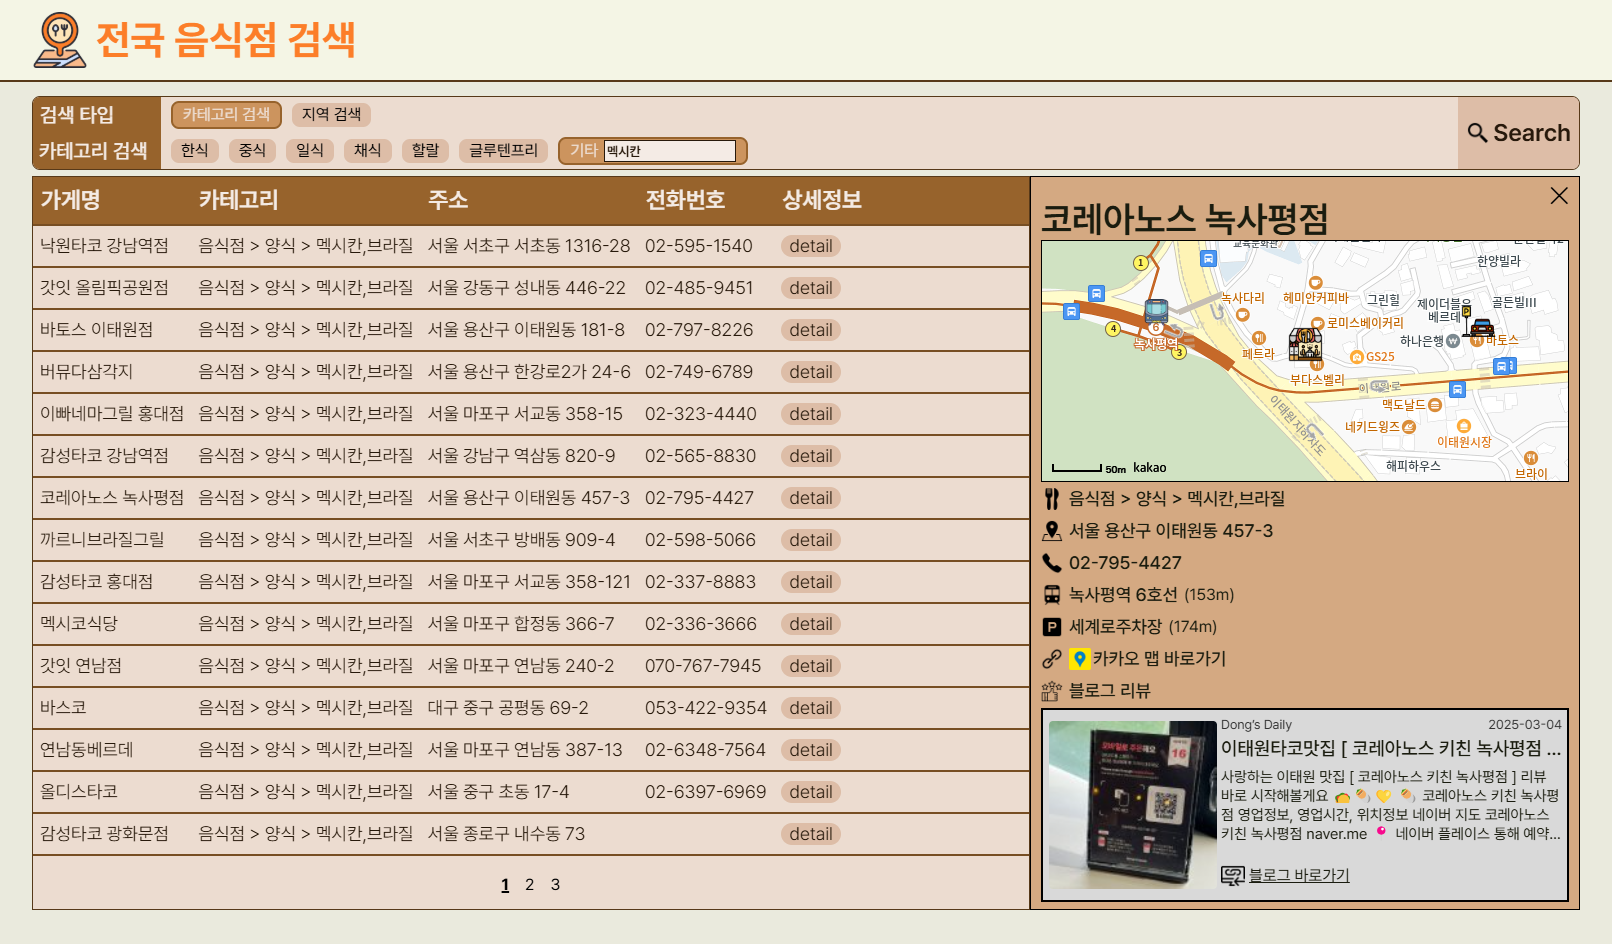 전국 음식점 검색
검색 타입 카테고리 검색 지역 검색
카테고리 검색 한식 중식 일식 채식 할랄 글루텐프리 기타 멕시칸
Search
가게명 카테고리 주소 전화번호 상세정보
낙원타코 강남역점 음식점 > 양식 > 멕시칸,브라질 서울 서초구 서초동 1316-28 02-595-1540 detail
갓잇 올림픽공원점 음식점 > 양식 > 멕시칸,브라질 서울 강동구 성내동 446-22 02-485-9451 detail
바토스 이태원점 음식점 > 양식 > 멕시칸,브라질 서울 용산구 이태원동 181-8 02-797-8226 detail
버뮤다삼각지 음식점 > 양식 > 멕시칸,브라질 서울 용산구 한강로2가 24-6 02-749-6789 detail
이빠네마그릴 홍대점 음식점 > 양식 > 멕시칸,브라질 서울 마포구 서교동 358-15 02-323-4440 detail
감성타코 강남역점 음식점 > 양식 > 멕시칸,브라질 서울 강남구 역삼동 820-9 02-565-8830 detail
코레아노스 녹사평점 음식점 > 양식 > 멕시칸,브라질 서울 용산구 이태원동 457-3 02-795-4427 detail
까르니브라질그릴 음식점 > 양식 > 멕시칸,브라질 서울 서초구 방배동 909-4 02-598-5066 detail
감성타코 홍대점 음식점 > 양식 > 멕시칸,브라질 서울 마포구 서교동 358-121 02-337-8883 detail
멕시코식당 음식점 > 양식 > 멕시칸,브라질 서울 마포구 합정동 366-7 02-336-3666 detail
갓잇 연남점 음식점 > 양식 > 멕시칸,브라질 서울 마포구 연남동 240-2 070-767-7945 detail
바스코 음식점 > 양식 > 멕시칸,브라질 대구 중구 공평동 69-2 053-422-9354 detail
연남동베르데 음식점 > 양식 > 멕시칸,브라질 서울 마포구 연남동 387-13 02-6348-7564 detail
올디스타코 음식점 > 양식 > 멕시칸,브라질 서울 중구 초동 17-4 02-6397-6969 detail
감성타코 광화문점 음식점 > 양식 > 멕시칸,브라질 서울 종로구 내수동 73 detail
1 2 3
코레아노스 녹사평점
교육문화관
한양빌라
1
녹사다리 헤미안커피바 그린힐 제이더블유 골든빌III
베르데
P
4 6 로미스베이커리
녹사평역 3 하나은행 바토스
페트라 GS25
부다스벨리
이태원로
맥도날드
이태원지하차도
네키드윙즈
이태원시장
해피하우스
브라이
50m kakao
음식점 > 양식 > 멕시칸,브라질
서울 용산구 이태원동 457-3
02-795-4427
녹사평역 6호선 (153m)
P 세계로주차장 (174m)
카카오 맵 바로가기
블로그 리뷰
Dong's Daily 2025-03-04
이태원타코맛집 [ 코레아노스 키친 녹사평점 ...
사랑하는 이태원 맛집 [ 코레아노스 키친 녹사평점 ] 리뷰
바로 시작해볼게요 🌮 🌯 💛 🌯 코레아노스 키친 녹사평
점 영업정보, 영업시간, 위치정보 네이버 지도 코레아노스
키친 녹사평점 naver.me 📍 네이버 플레이스 통해 예약...
블로그 바로가기
모바일로 주문해요
16